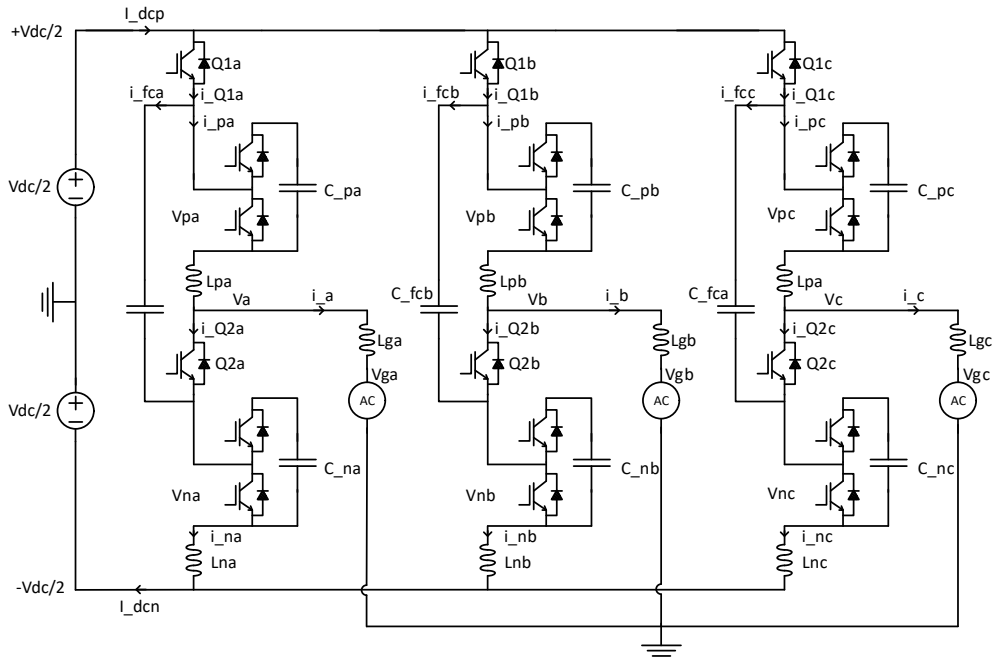 I_dcp
+Vdc/2
Q1a
Q1b
Q1c
i_fca
i_Q1a
i_fcb
i_Q1b
i_fcc
i_Q1c
i_pa
i_pb
i_pc
Vdc/2
C_pa
C_pb
C_pc
Vpa
Vpb
Vpc
Lpa
Lpb
Lpa
Va
i_a
C_fcb
Vb
i_b
C_fca
Vc
i_c
i_Q2a
Lga
i_Q2b
Lgb
i_Q2c
Lgc
Q2a
Vga
Q2b
Vgb
Q2c
Vgc
Vdc/2
AC
AC
AC
C_na
C_nb
C_nc
Vna
Vnb
Vnc
i_na
i_nb
i_nc
Lna
Lnb
Lnc
-Vdc/2
I_dcn